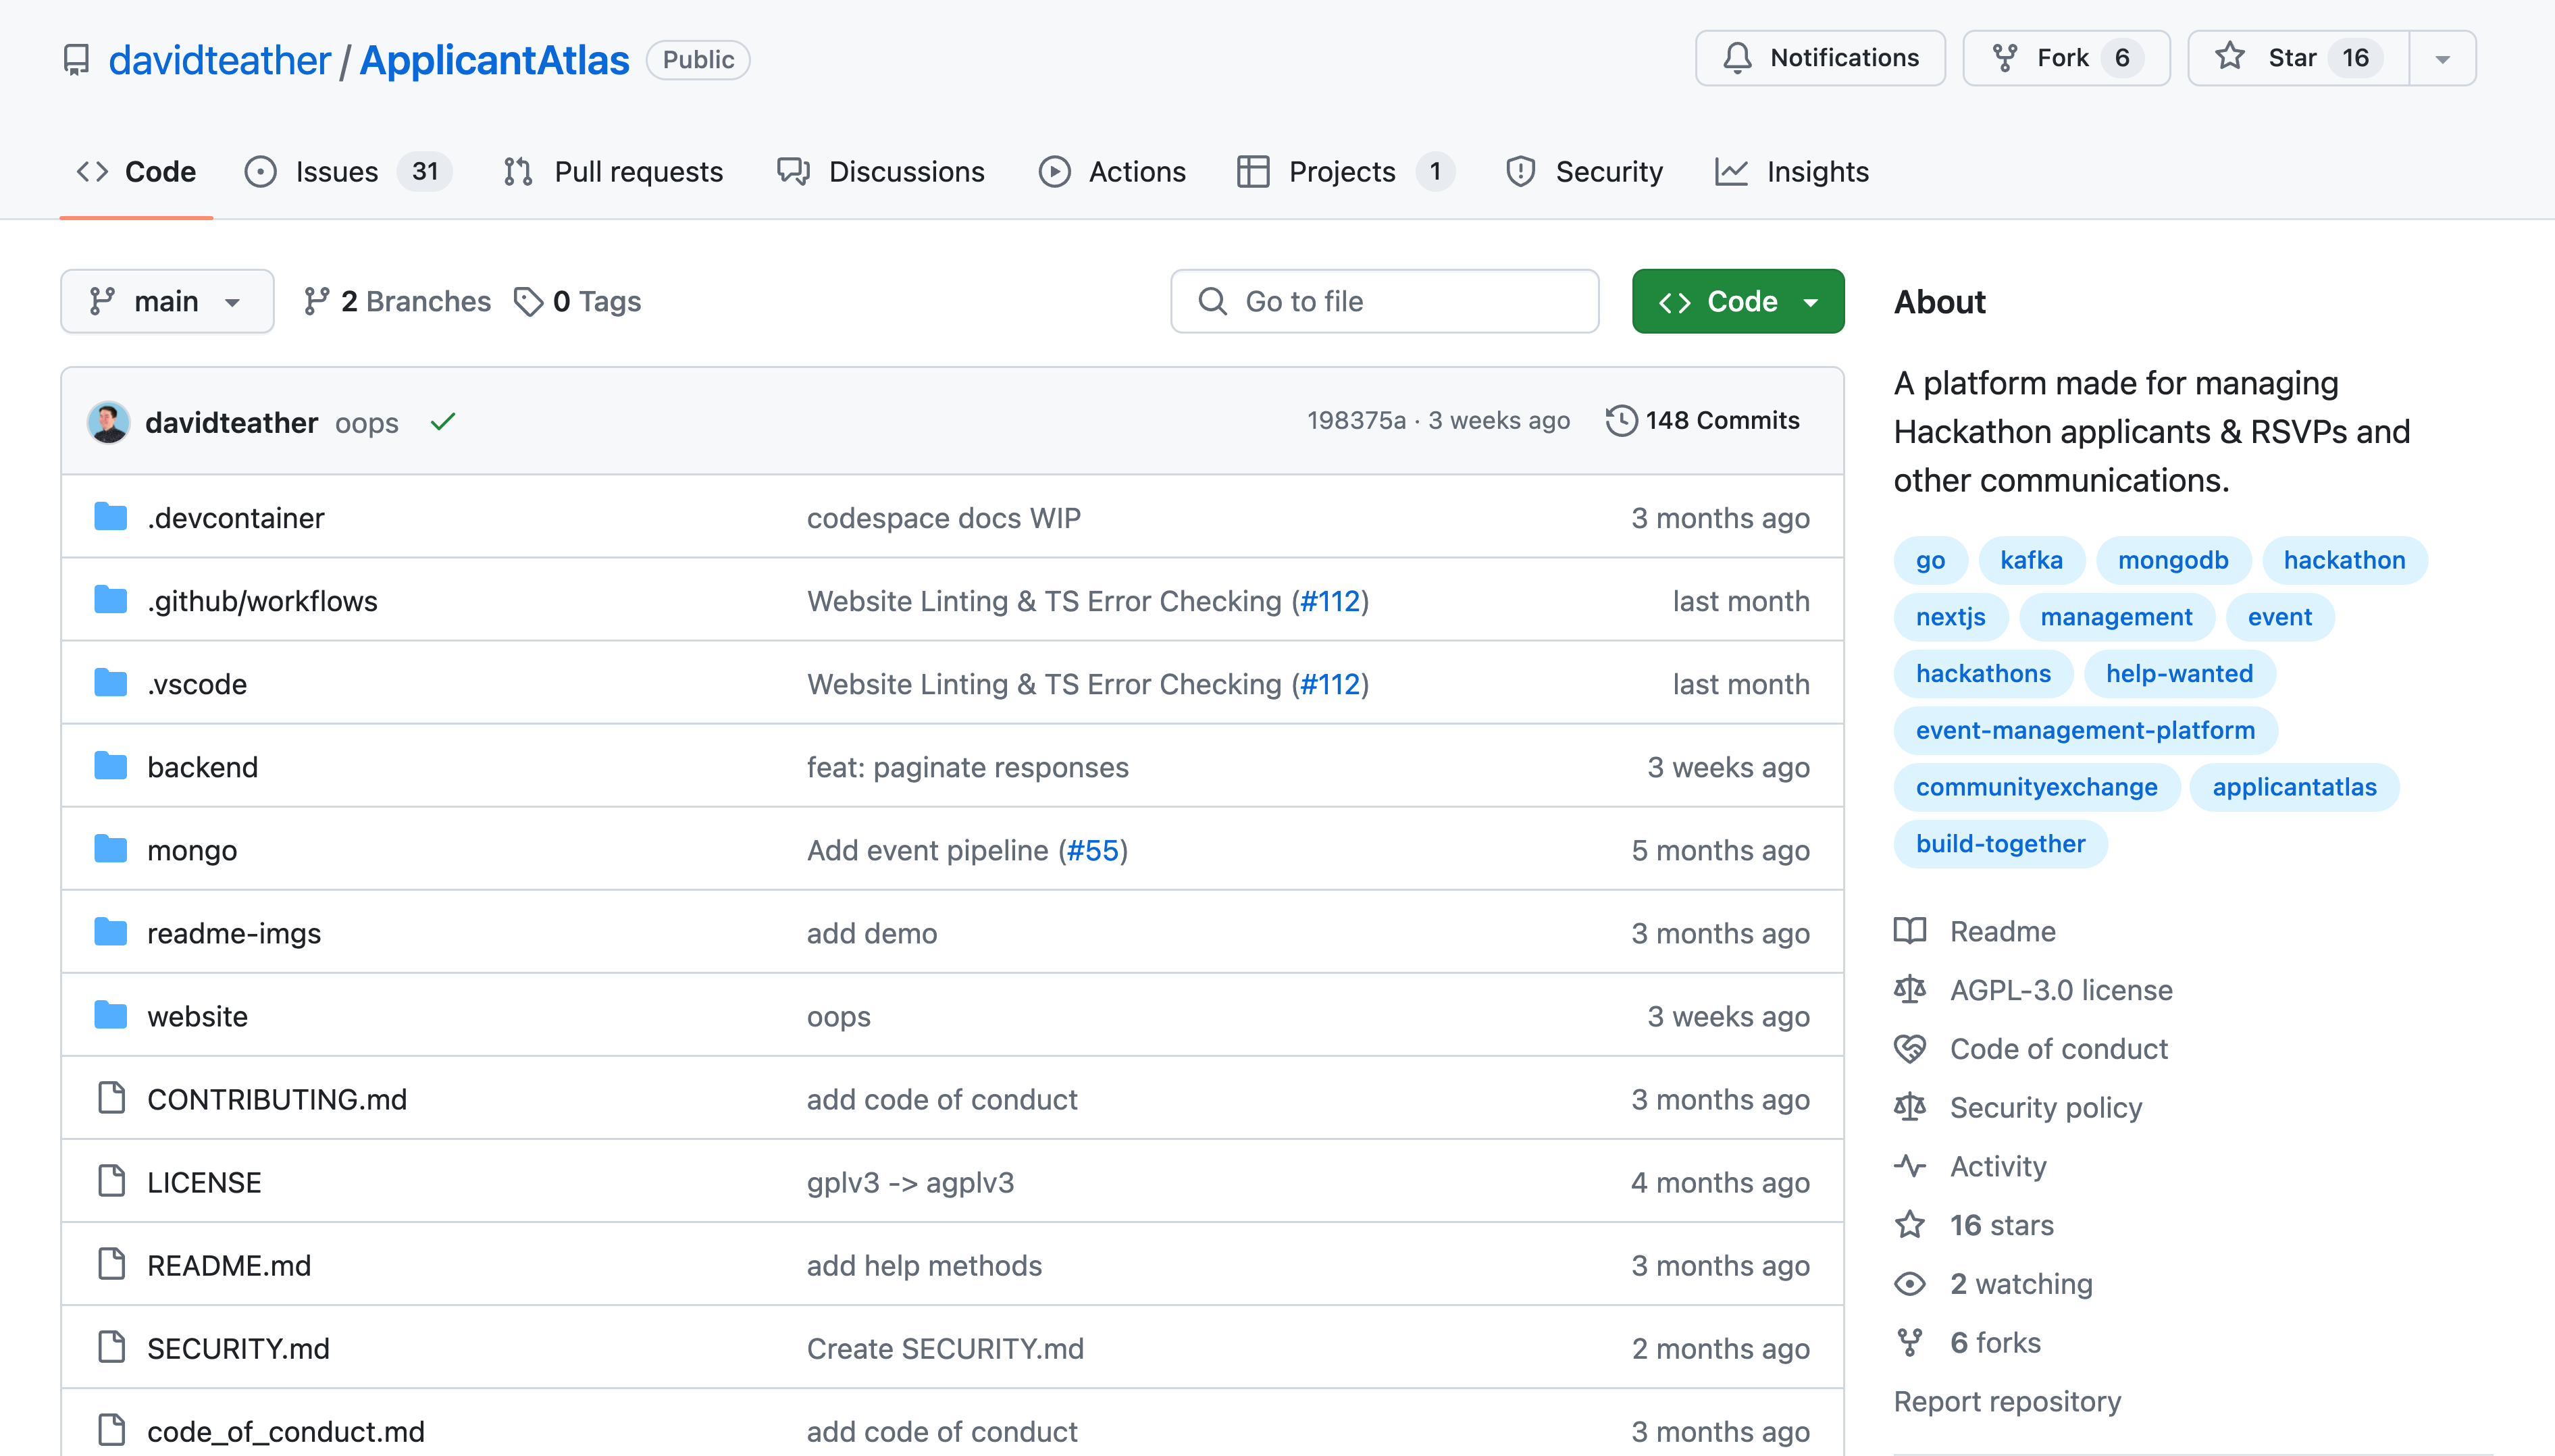 davidteather / ApplicantAtlas Public
Notifications Fork 6 Star 16
Code Issues 31 Pull requests Discussions Actions Projects 1 Security Insights
main 2 Branches 0 Tags Go to file Code
davidteather oops 198375a · 3 weeks ago 148 Commits
.devcontainer codespace docs WIP 3 months ago
.github/workflows Website Linting & TS Error Checking (#112) last month
.vscode Website Linting & TS Error Checking (#112) last month
backend feat: paginate responses 3 weeks ago
mongo Add event pipeline (#55) 5 months ago
readme-imgs add demo 3 months ago
website oops 3 weeks ago
CONTRIBUTING.md add code of conduct 3 months ago
LICENSE gplv3 -> agplv3 4 months ago
README.md add help methods 3 months ago
SECURITY.md Create SECURITY.md 2 months ago
code_of_conduct.md add code of conduct 3 months ago
About
A platform made for managing
Hackathon applicants & RSVPs and
other communications.
go kafka mongodb hackathon
nextjs management event
hackathons help-wanted
event-management-platform
communityexchange applicantatlas
build-together
Readme
AGPL-3.0 license
Code of conduct
Security policy
Activity
16 stars
2 watching
6 forks
Report repository